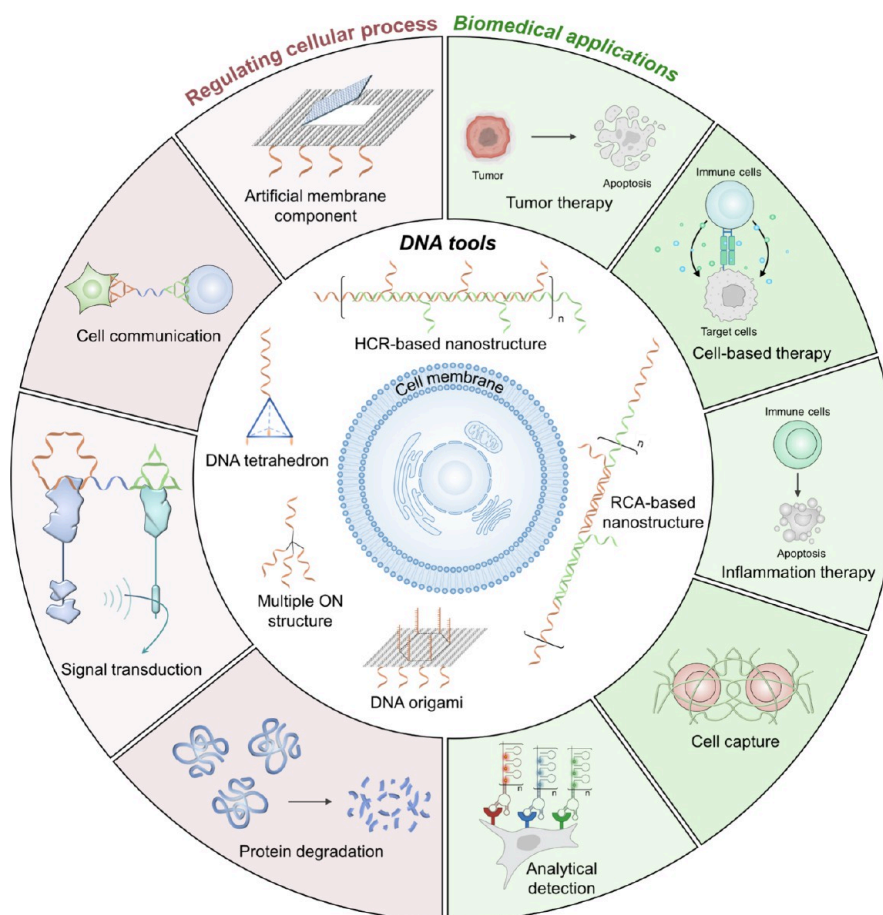 Regulating cellular process
Biomedical applications
Artificial membrane
component
Cell communication
Signal transduction
Protein degradation
Tumor
Apoptosis
Tumor therapy
Immune cells
Target cells
Cell-based therapy
Immune cells
Apoptosis
Inflammation therapy
Cell capture
n
n
n
Analytical
detection
DNA tools
n
HCR-based nanostructure
Cell membrane
DNA tetrahedron
n
RCA-based
nanostructure
Multiple ON
structure
DNA origami